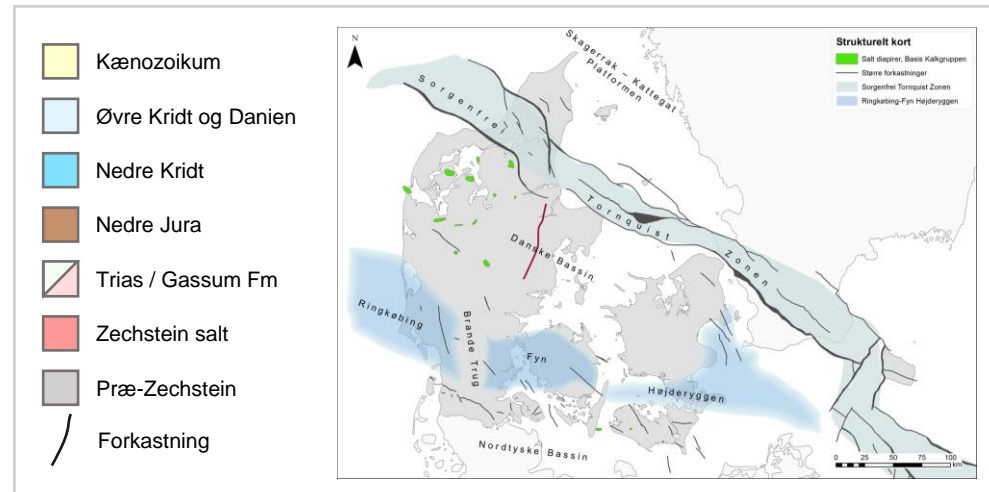 Kænozoikum
Øvre Kridt og Danien
Nedre Kridt
Nedre Jura
Trias / Gassum Fm
Zechstein salt
Præ-Zechstein
Forkastning
N
Skagerrak – Kattegat
Platformen
Strukturelt kort
Salt diapirer, Basis Kalkgruppen
Større forkastninger
Sorgenfrei Tornquist Zonen
Ringkøbing-Fyn Højderyggen
Sorgenfrei
Tornquist
Zonen
Danske Bassin
Ringkøbing
Brande Trug
Fyn
Højderyggen
Nordtyske Bassin
0 25 50 75 100
km